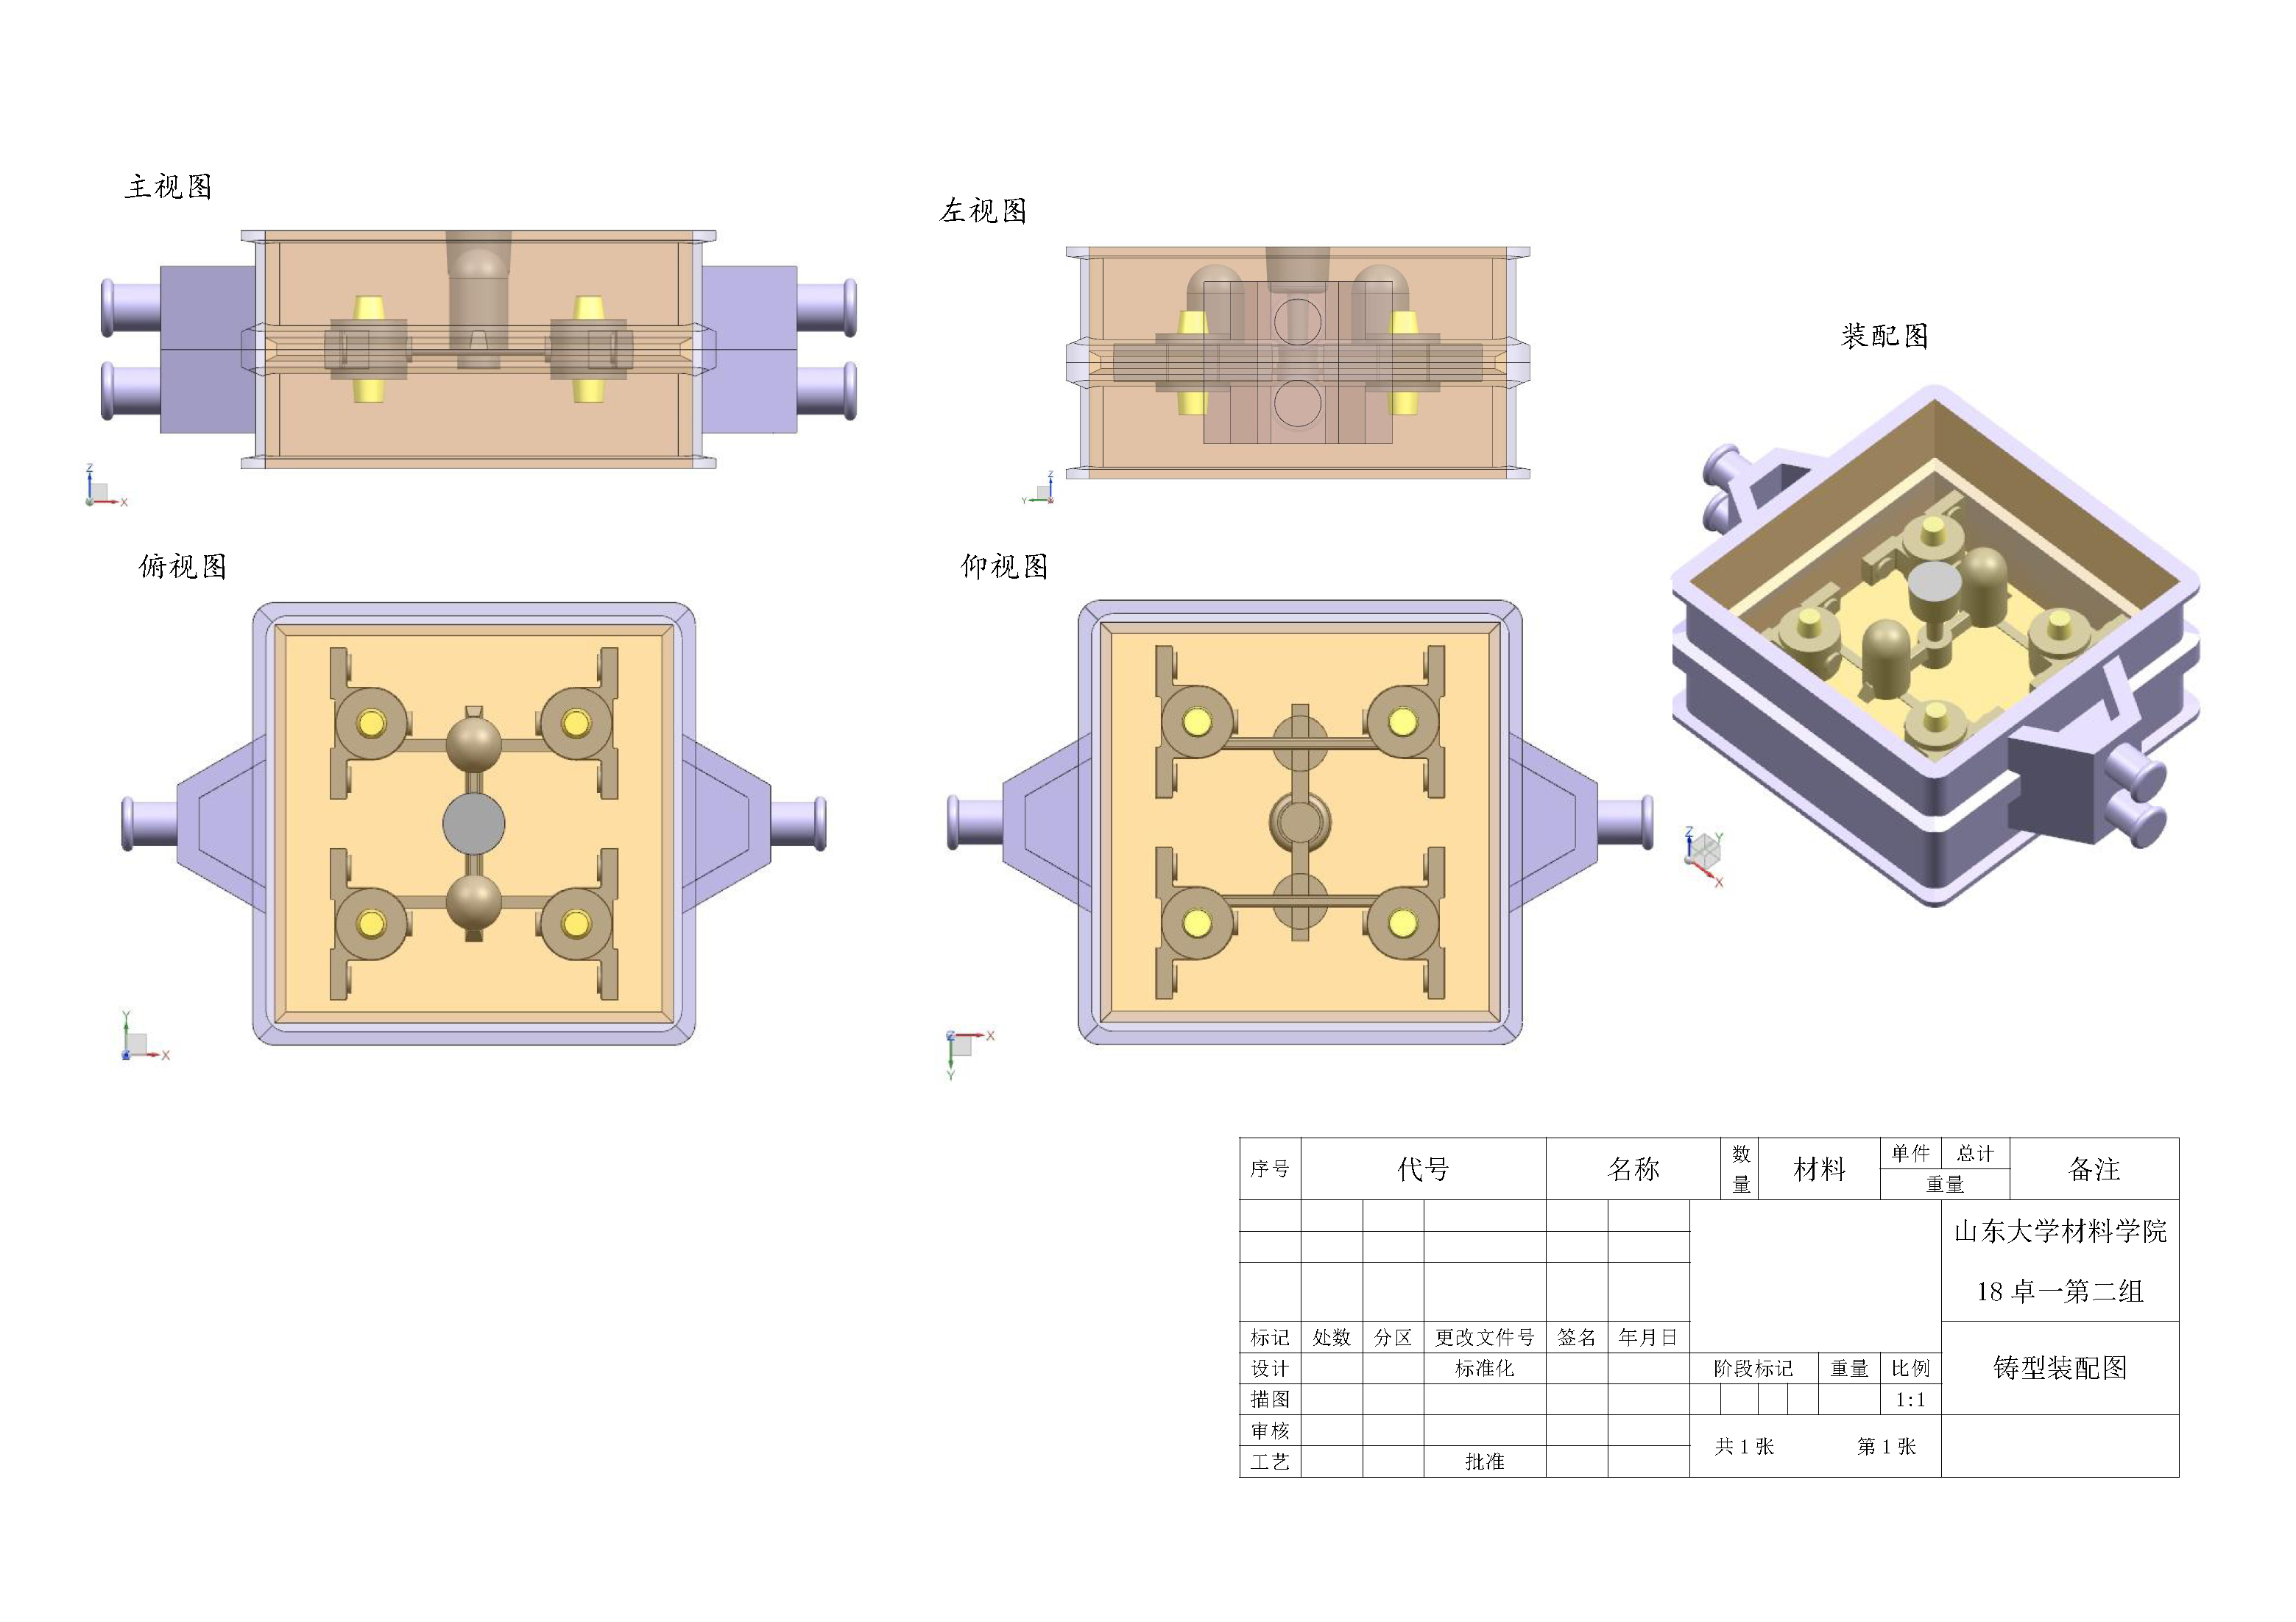 主视图
左视图
装配图
Z
X
Z
Y
俯视图
仰视图
Z
Y
X
Y
Z
X
Z
X
Y
序号 代号 名称 数量 材料 单件 总计 备注
重量
山东大学材料学院
18 卓一第二组
标记 处数 分区 更改文件号 签名 年月日
设计 标准化 阶段标记 重量 比例 铸型装配图
描图 1:1
审核
共 1 张 第 1 张
工艺 批准